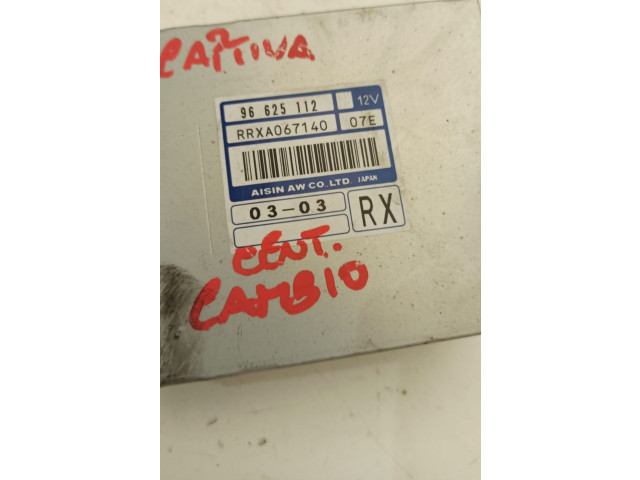 CAPTIVA
96 625 112 12V
RRXA067140 07E
AISIN AW CO., LTD. JAPAN
03-03 RX
CENT.
CAMBIO